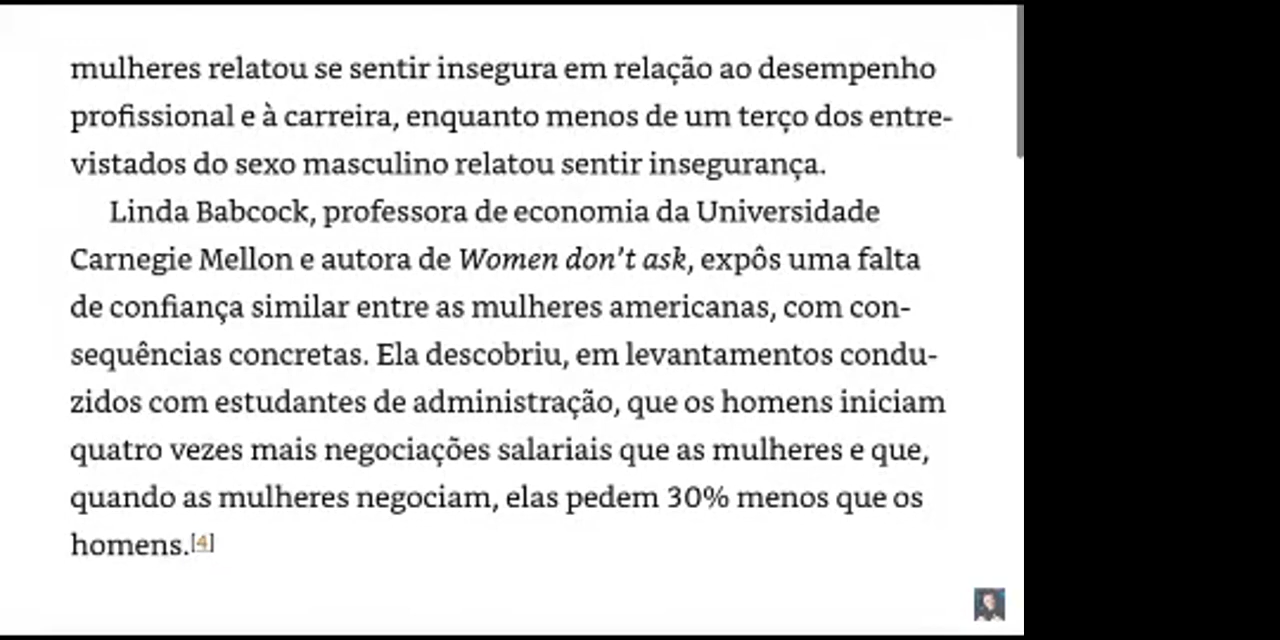 mulheres relatou se sentir insegura em relação ao desempenho
profissional e à carreira, enquanto menos de um terço dos entre-
vistados do sexo masculino relatou sentir insegurança.
Linda Babcock, professora de economia da Universidade
Carnegie Mellon e autora de Women don't ask, expôs uma falta
de confiança similar entre as mulheres americanas, com con-
sequências concretas. Ela descobriu, em levantamentos condu-
zidos com estudantes de administração, que os homens iniciam
quatro vezes mais negociações salariais que as mulheres e que,
quando as mulheres negociam, elas pedem 30% menos que os
homens.[4]